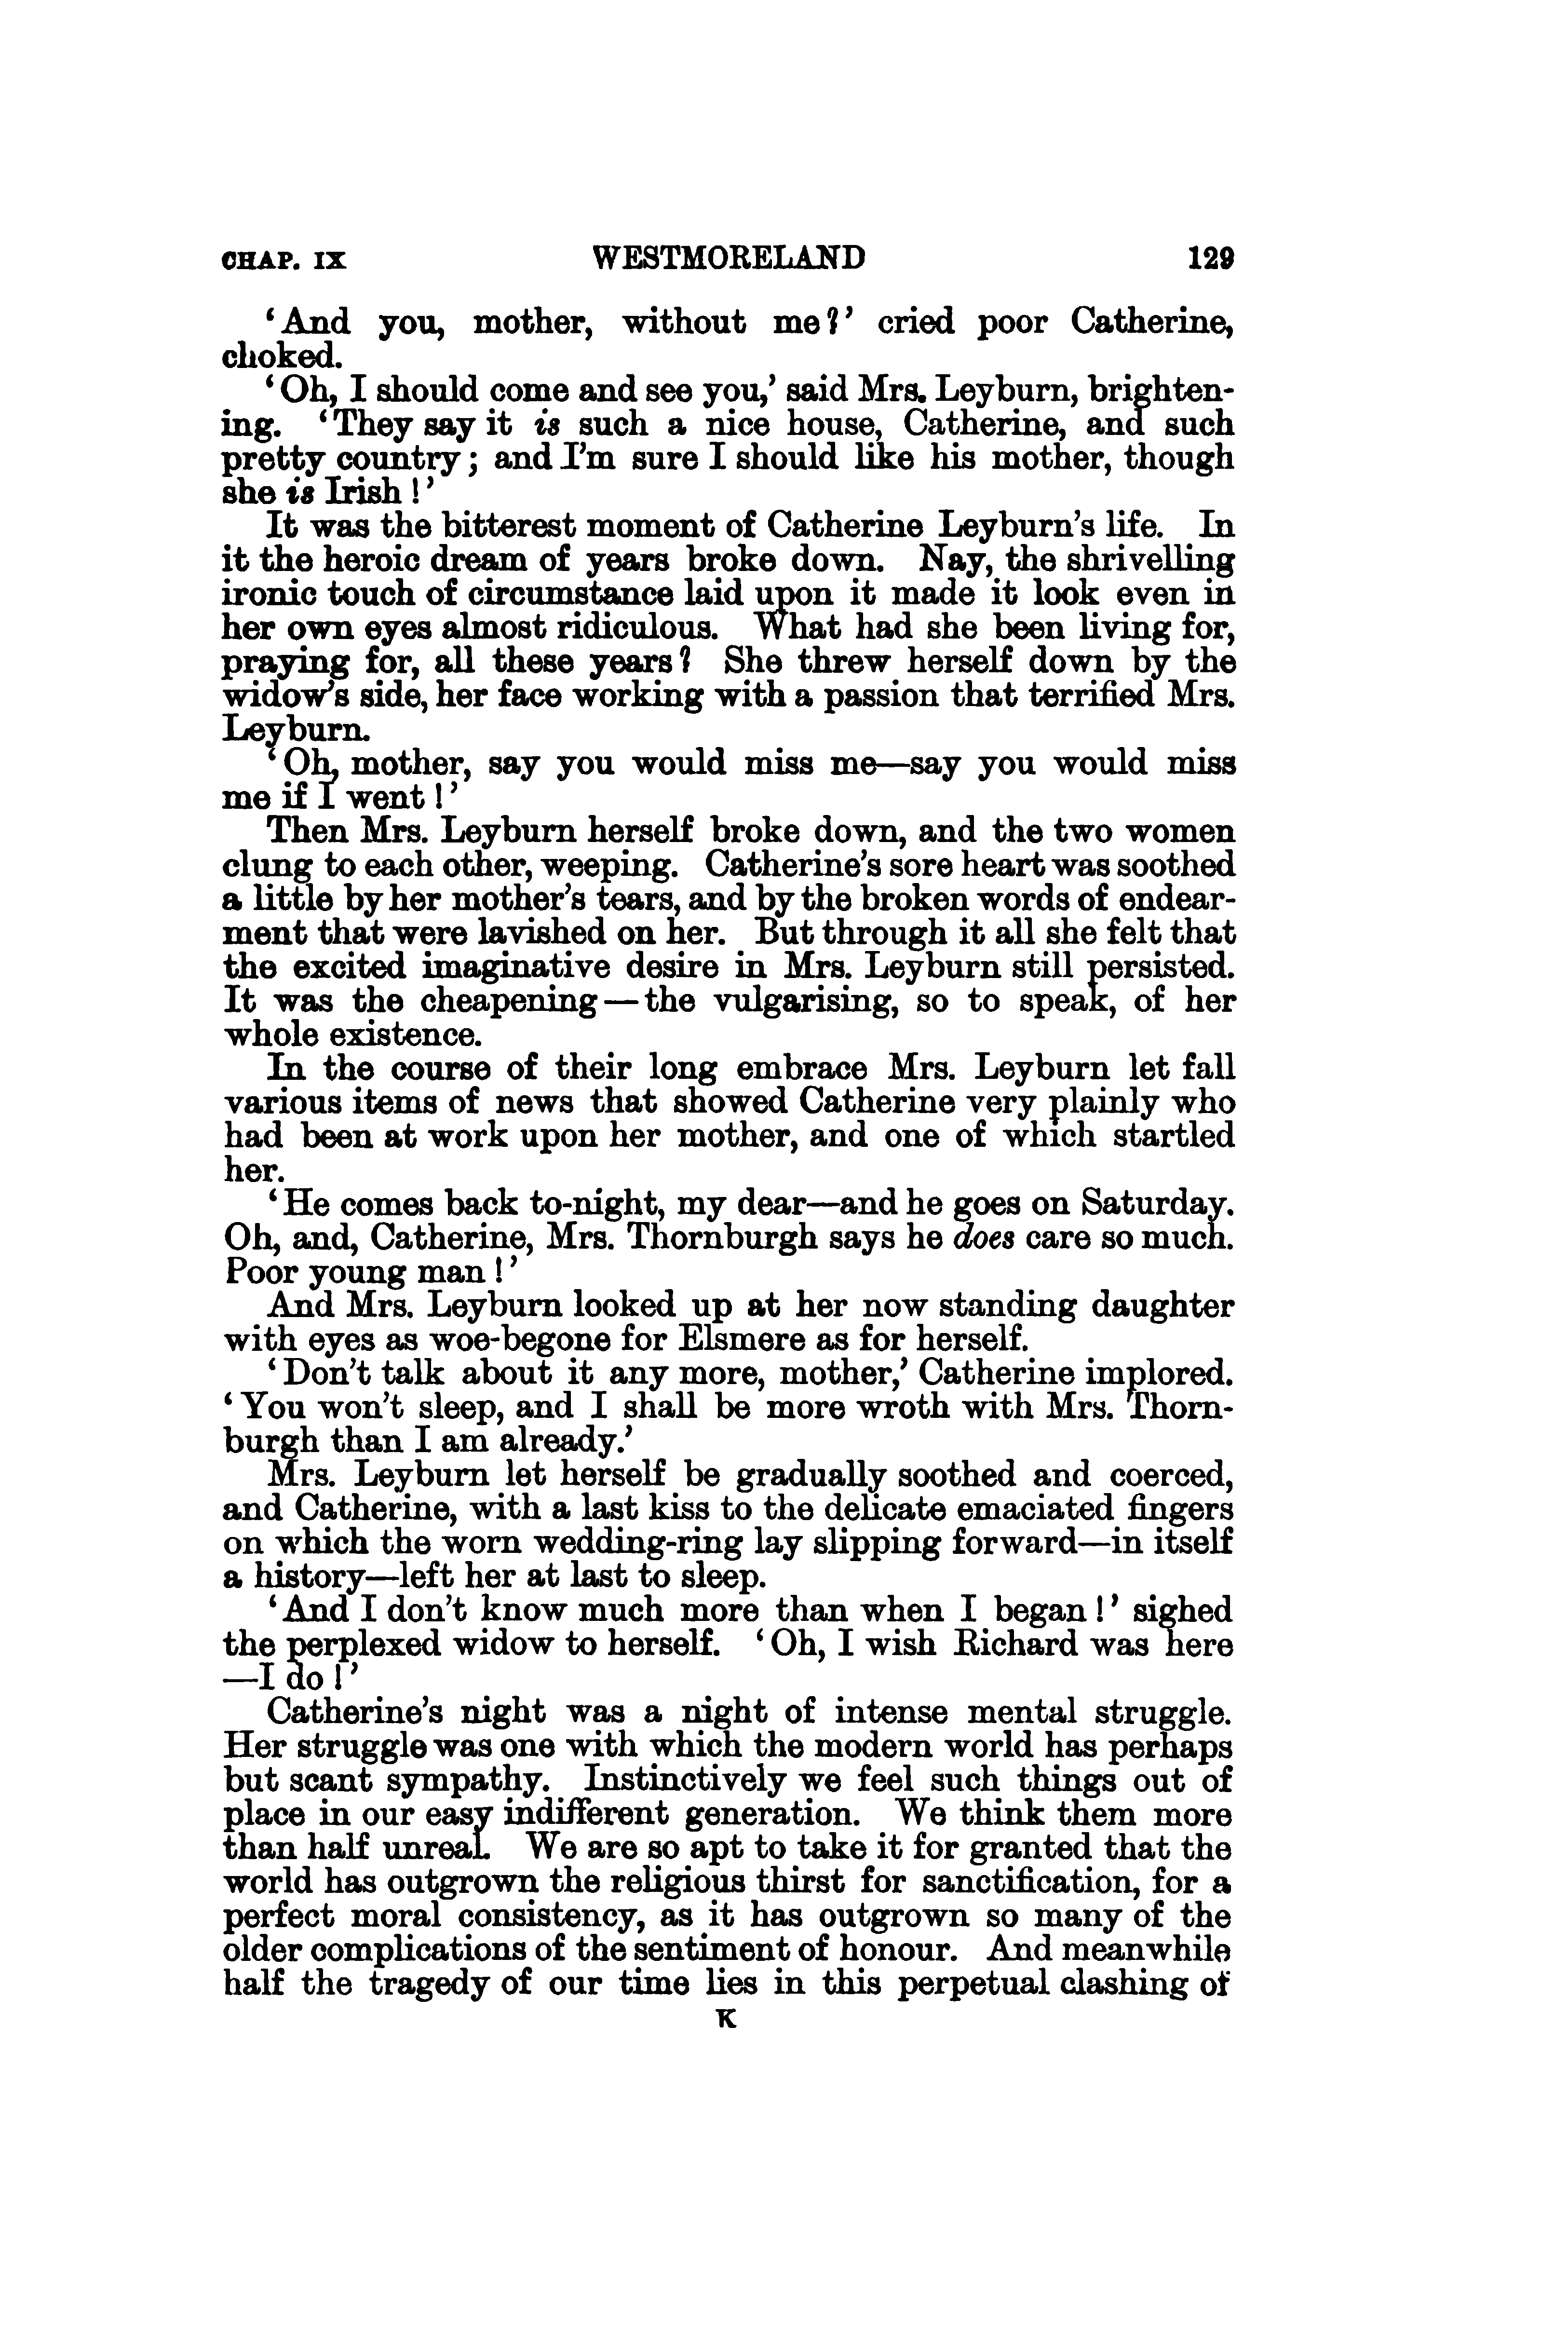 CHAP. IX WESTMORELAND 129
‘And you, mother, without me?’ cried poor Catherine,
choked.
‘Oh, I should come and see you,’ said Mrs. Leyburn, brighten-
ing. ‘They say it is such a nice house, Catherine, and such
pretty country; and I’m sure I should like his mother, though
she is Irish!’
It was the bitterest moment of Catherine Leyburn’s life. In
it the heroic dream of years broke down. Nay, the shrivelling
ironic touch of circumstance laid upon it made it look even in
her own eyes almost ridiculous. What had she been living for,
praying for, all these years? She threw herself down by the
widow’s side, her face working with a passion that terrified Mrs.
Leyburn.
‘Oh, mother, say you would miss me—say you would miss
me if I went!’
Then Mrs. Leyburn herself broke down, and the two women
clung to each other, weeping. Catherine’s sore heart was soothed
a little by her mother’s tears, and by the broken words of endear-
ment that were lavished on her. But through it all she felt that
the excited imaginative desire in Mrs. Leyburn still persisted.
It was the cheapening—the vulgarising, so to speak, of her
whole existence.
In the course of their long embrace Mrs. Leyburn let fall
various items of news that showed Catherine very plainly who
had been at work upon her mother, and one of which startled
her.
‘He comes back to-night, my dear—and he goes on Saturday.
Oh, and, Catherine, Mrs. Thornburgh says he does care so much.
Poor young man!’
And Mrs. Leyburn looked up at her now standing daughter
with eyes as woe-begone for Elsmere as for herself.
‘Don’t talk about it any more, mother,’ Catherine implored.
‘You won’t sleep, and I shall be more wroth with Mrs. Thorn-
burgh than I am already.’
Mrs. Leyburn let herself be gradually soothed and coerced,
and Catherine, with a last kiss to the delicate emaciated fingers
on which the worn wedding-ring lay slipping forward—in itself
a history—left her at last to sleep.
‘And I don’t know much more than when I began!’ sighed
the perplexed widow to herself. ‘Oh, I wish Richard was here
—I do!’
Catherine’s night was a night of intense mental struggle.
Her struggle was one with which the modern world has perhaps
but scant sympathy. Instinctively we feel such things out of
place in our easy indifferent generation. We think them more
than half unreal. We are so apt to take it for granted that the
world has outgrown the religious thirst for sanctification, for a
perfect moral consistency, as it has outgrown so many of the
older complications of the sentiment of honour. And meanwhile
half the tragedy of our time lies in this perpetual clashing of
K